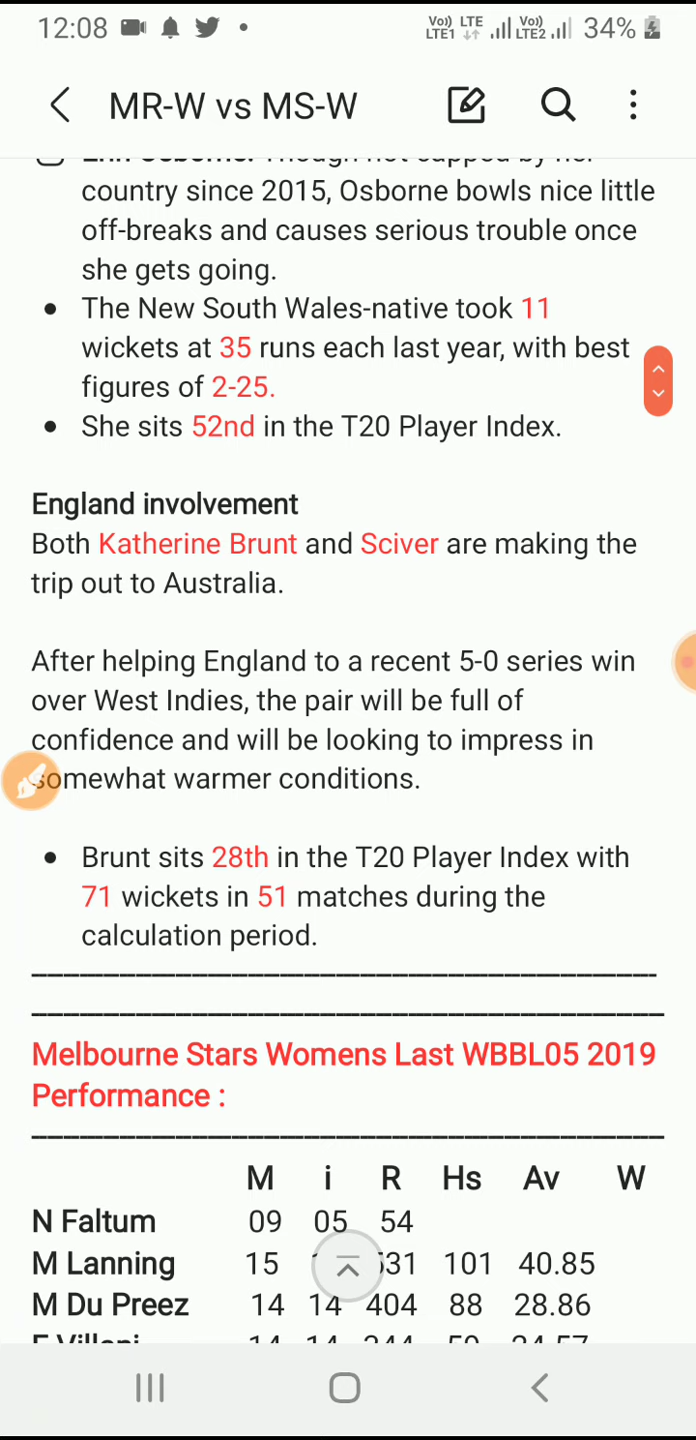 12:08 • Vo)) LTE LTE1 Vo)) LTE2 34%
MR-W vs MS-W
country since 2015, Osborne bowls nice little
off-breaks and causes serious trouble once
she gets going.
• The New South Wales-native took 11
wickets at 35 runs each last year, with best
figures of 2-25.
• She sits 52nd in the T20 Player Index.
England involvement
Both Katherine Brunt and Sciver are making the
trip out to Australia.
After helping England to a recent 5-0 series win
over West Indies, the pair will be full of
confidence and will be looking to impress in
somewhat warmer conditions.
• Brunt sits 28th in the T20 Player Index with
71 wickets in 51 matches during the
calculation period.
Melbourne Stars Womens Last WBBL05 2019
Performance :
M i R Hs Av W
N Faltum 09 05 54
M Lanning 15 101 40.85
M Du Preez 14 14 404 88 28.86